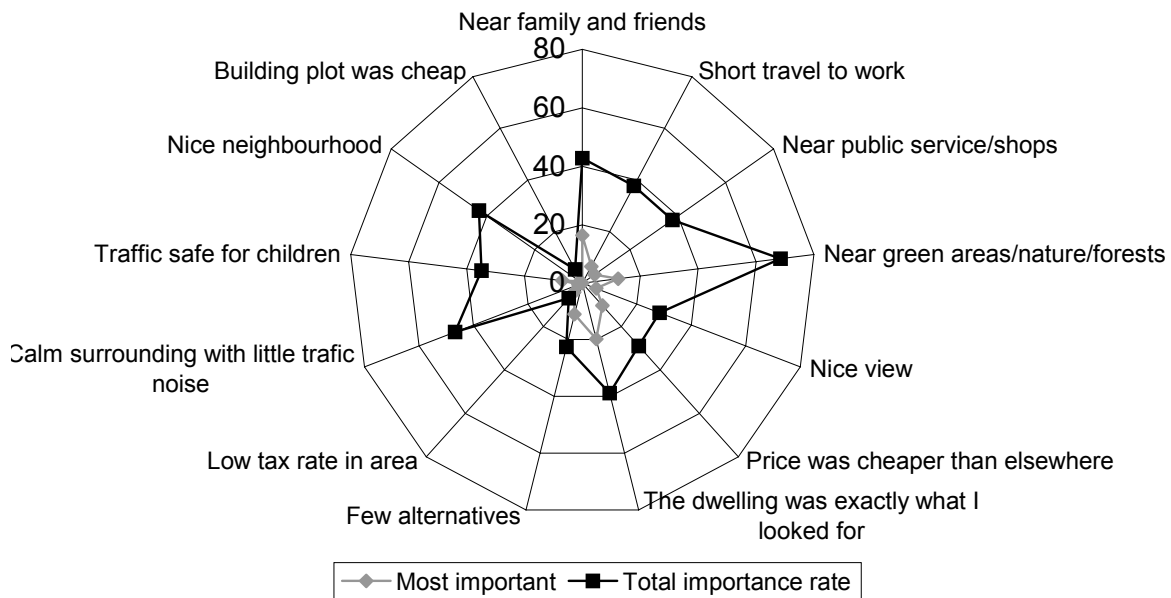 Near family and friends
80
Building plot was cheap
Short travel to work
60
Nice neighbourhood
Near public service/shops
40
20
Traffic safe for children
Near green areas/nature/forests
0
Calm surrounding with little trafic
noise
Nice view
Low tax rate in area
Price was cheaper than elsewhere
Few alternatives
The dwelling was exactly what I
looked for
Most important
Total importance rate